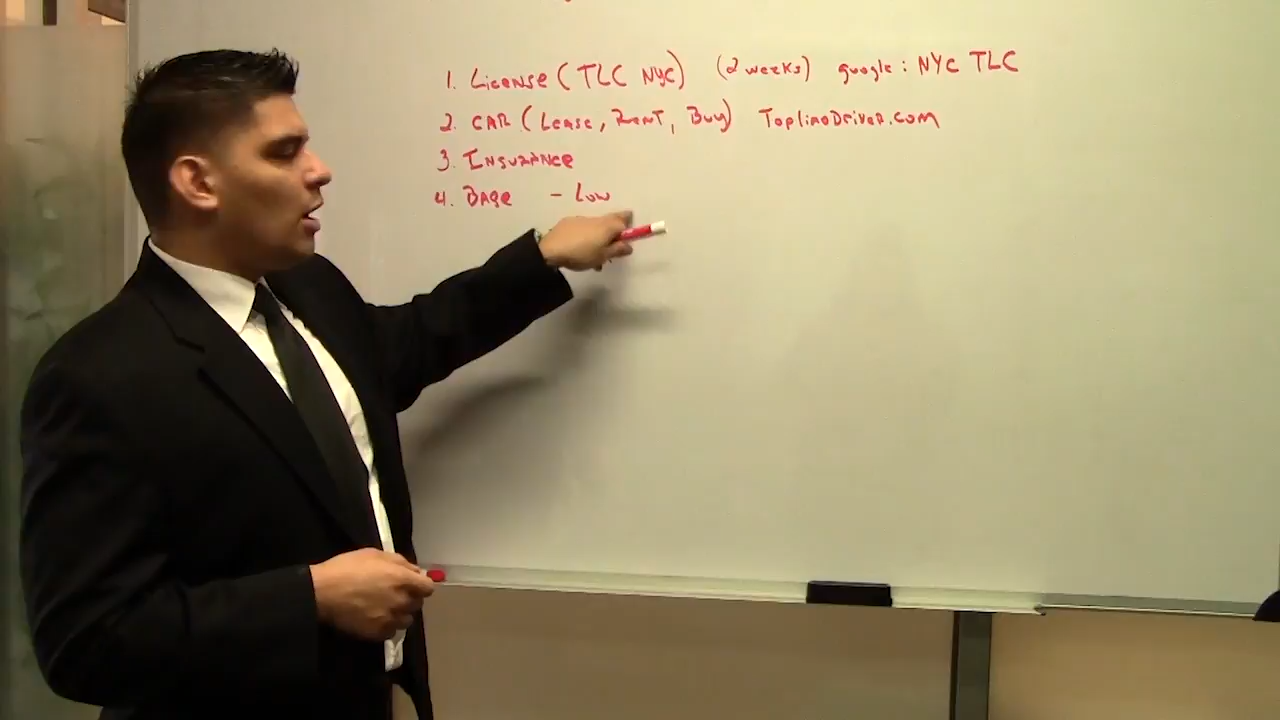 1. License (TLC NYC) (2 weeks) google: NYC TLC
2. CAR (Lease, Rent, Buy) ToplimoDriver.com
3. Insurance
4. Base - Low